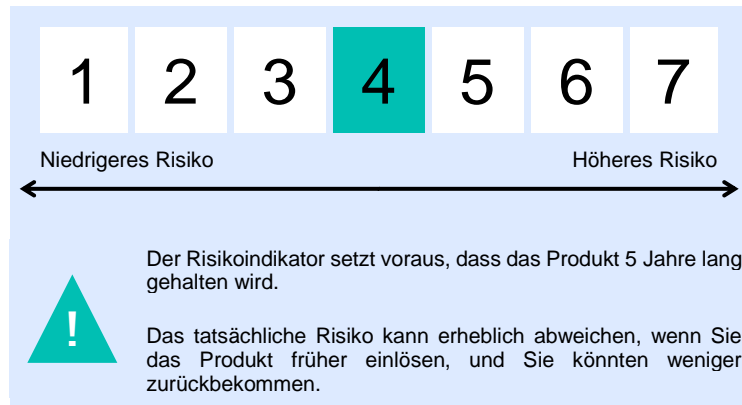 1 2 3 4 5 6 7
Niedrigeres Risiko Höheres Risiko
Der Risikoindikator setzt voraus, dass das Produkt 5 Jahre lang
gehalten wird.
!
Das tatsächliche Risiko kann erheblich abweichen, wenn Sie
das Produkt früher einlösen, und Sie könnten weniger
zurückbekommen.